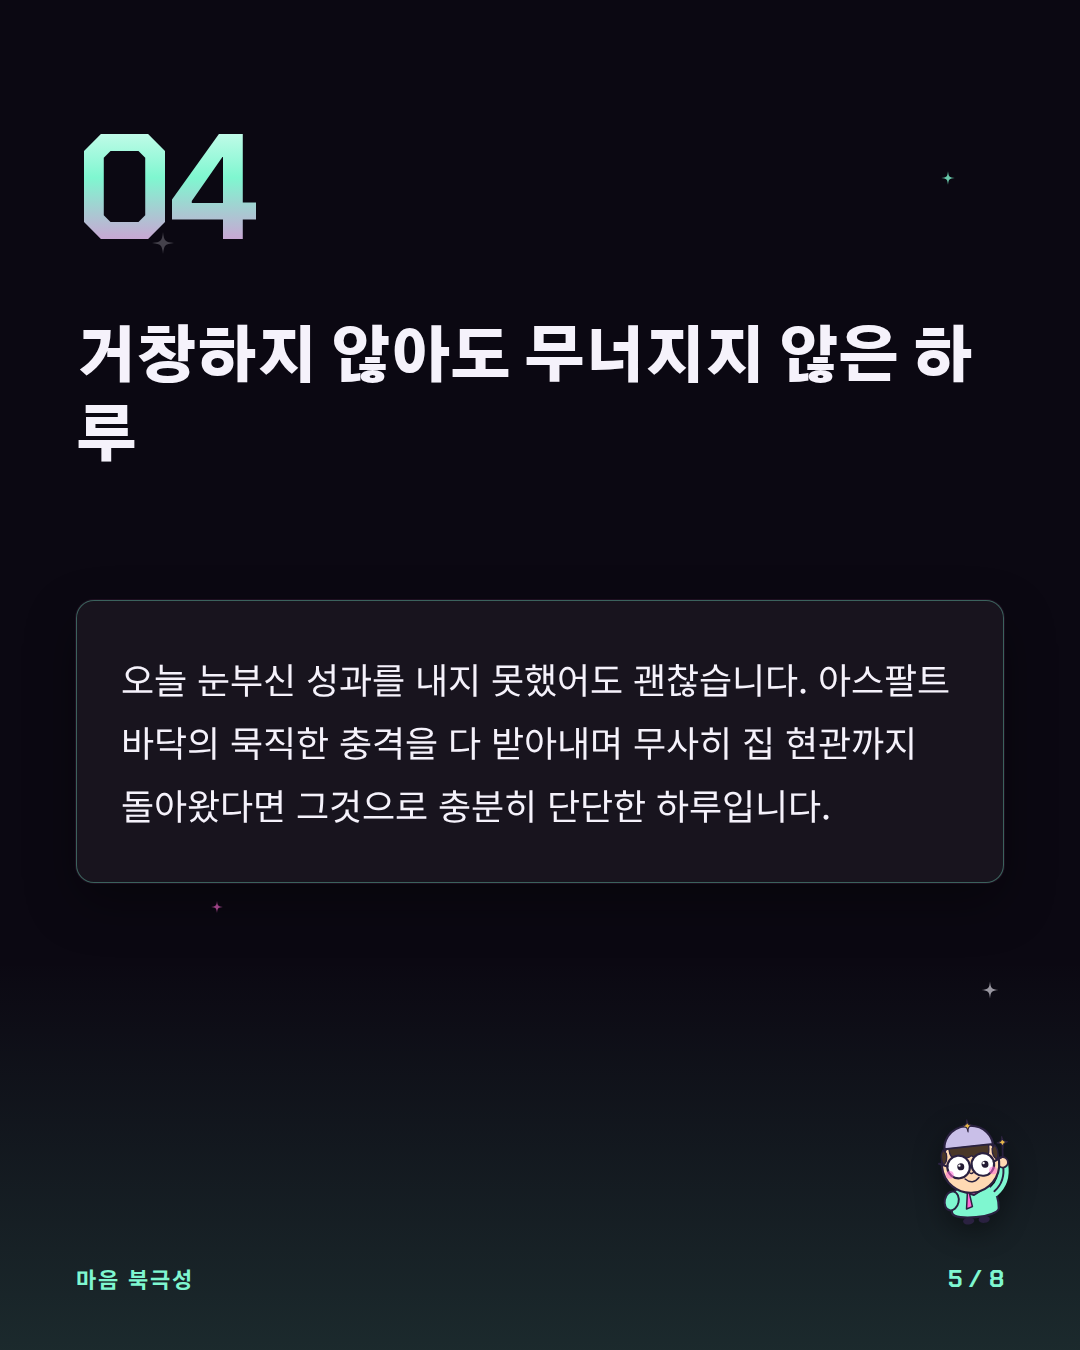 04
거창하지 않아도 무너지지 않은 하
루
오늘 눈부신 성과를 내지 못했어도 괜찮습니다. 아스팔트
바닥의 묵직한 충격을 다 받아내며 무사히 집 현관까지
돌아왔다면 그것으로 충분히 단단한 하루입니다.
마음 북극성
5 / 8